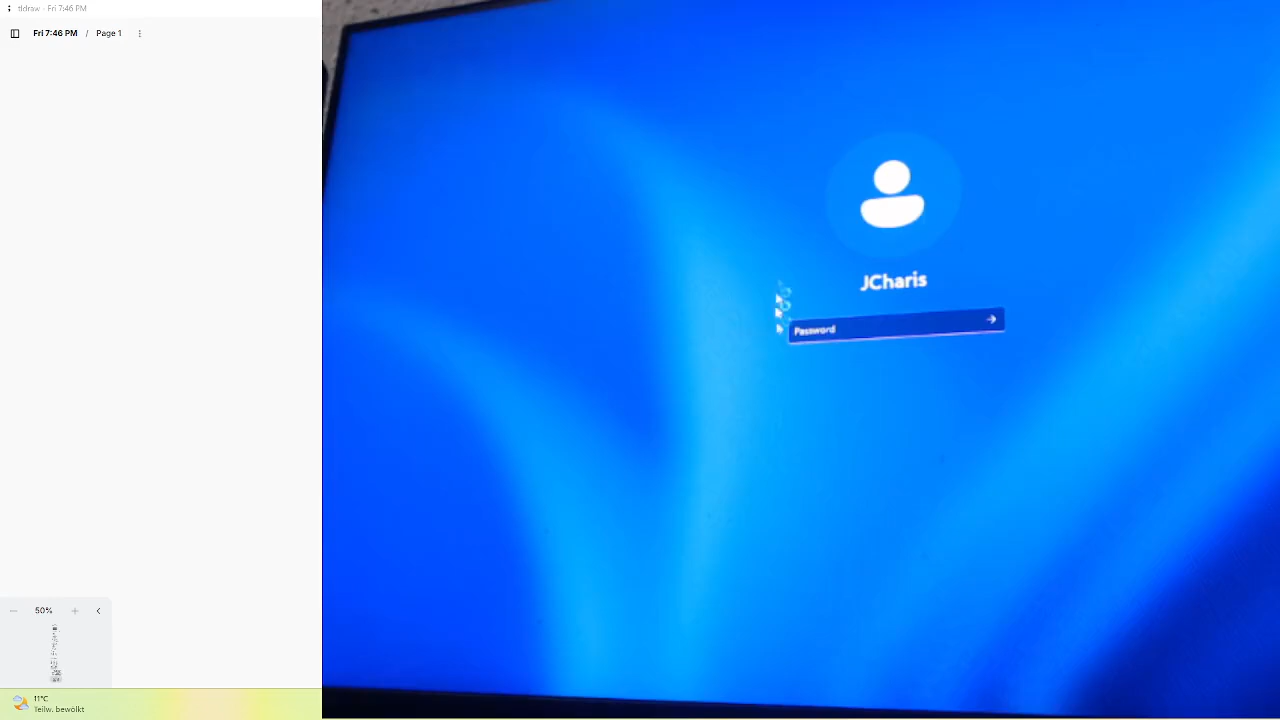 tldraw - Fri 7:46 PM
Fri 7:46 PM / Page 1
JCharis
Password
50%
11°C
Teilw. bewölkt